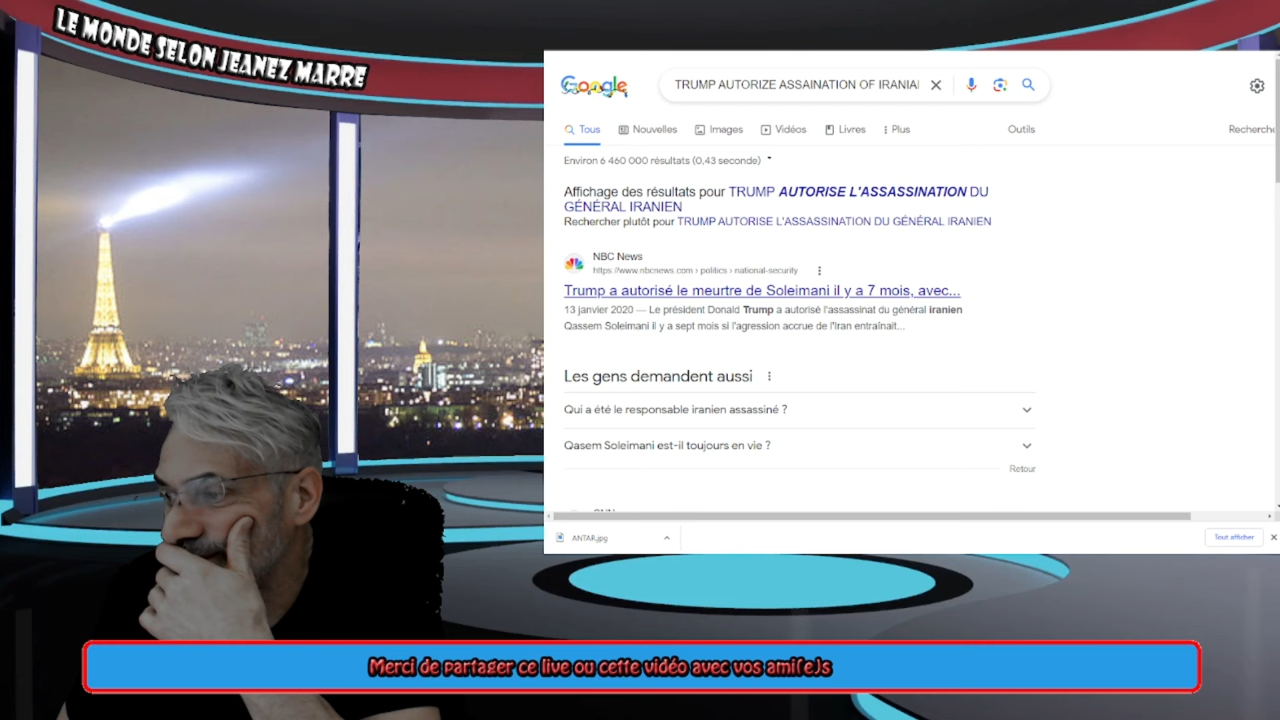 LE MONDE SELON JEANEZ MARRE
Google
TRUMP AUTORIZE ASSAINATION OF IRANIAI
Tous
Nouvelles
Images
Vidéos
Livres
Plus
Outils
Recherche
Environ 6 460 000 résultats (0,43 seconde)
Affichage des résultats pour TRUMP AUTORISE L'ASSASSINATION DU
GÉNÉRAL IRANIEN
Rechercher plutôt pour TRUMP AUTORISE L'ASSASSINATION DU GÉNÉRAL IRANIEN
NBC News
https://www.nbcnews.com › politics › national-security
Trump a autorisé le meurtre de Soleimani il y a 7 mois, avec...
13 janvier 2020 — Le président Donald Trump a autorisé l'assassinat du général iranien
Qassem Soleimani il y a sept mois si l'agression accrue de l'Iran entraînait...
Les gens demandent aussi
Qui a été le responsable iranien assassiné ?
Qasem Soleimani est-il toujours en vie ?
Retour
ANTAR.jpg
Tout afficher
Merci de partager ce live ou cette vidéo avec vos ami(e)s